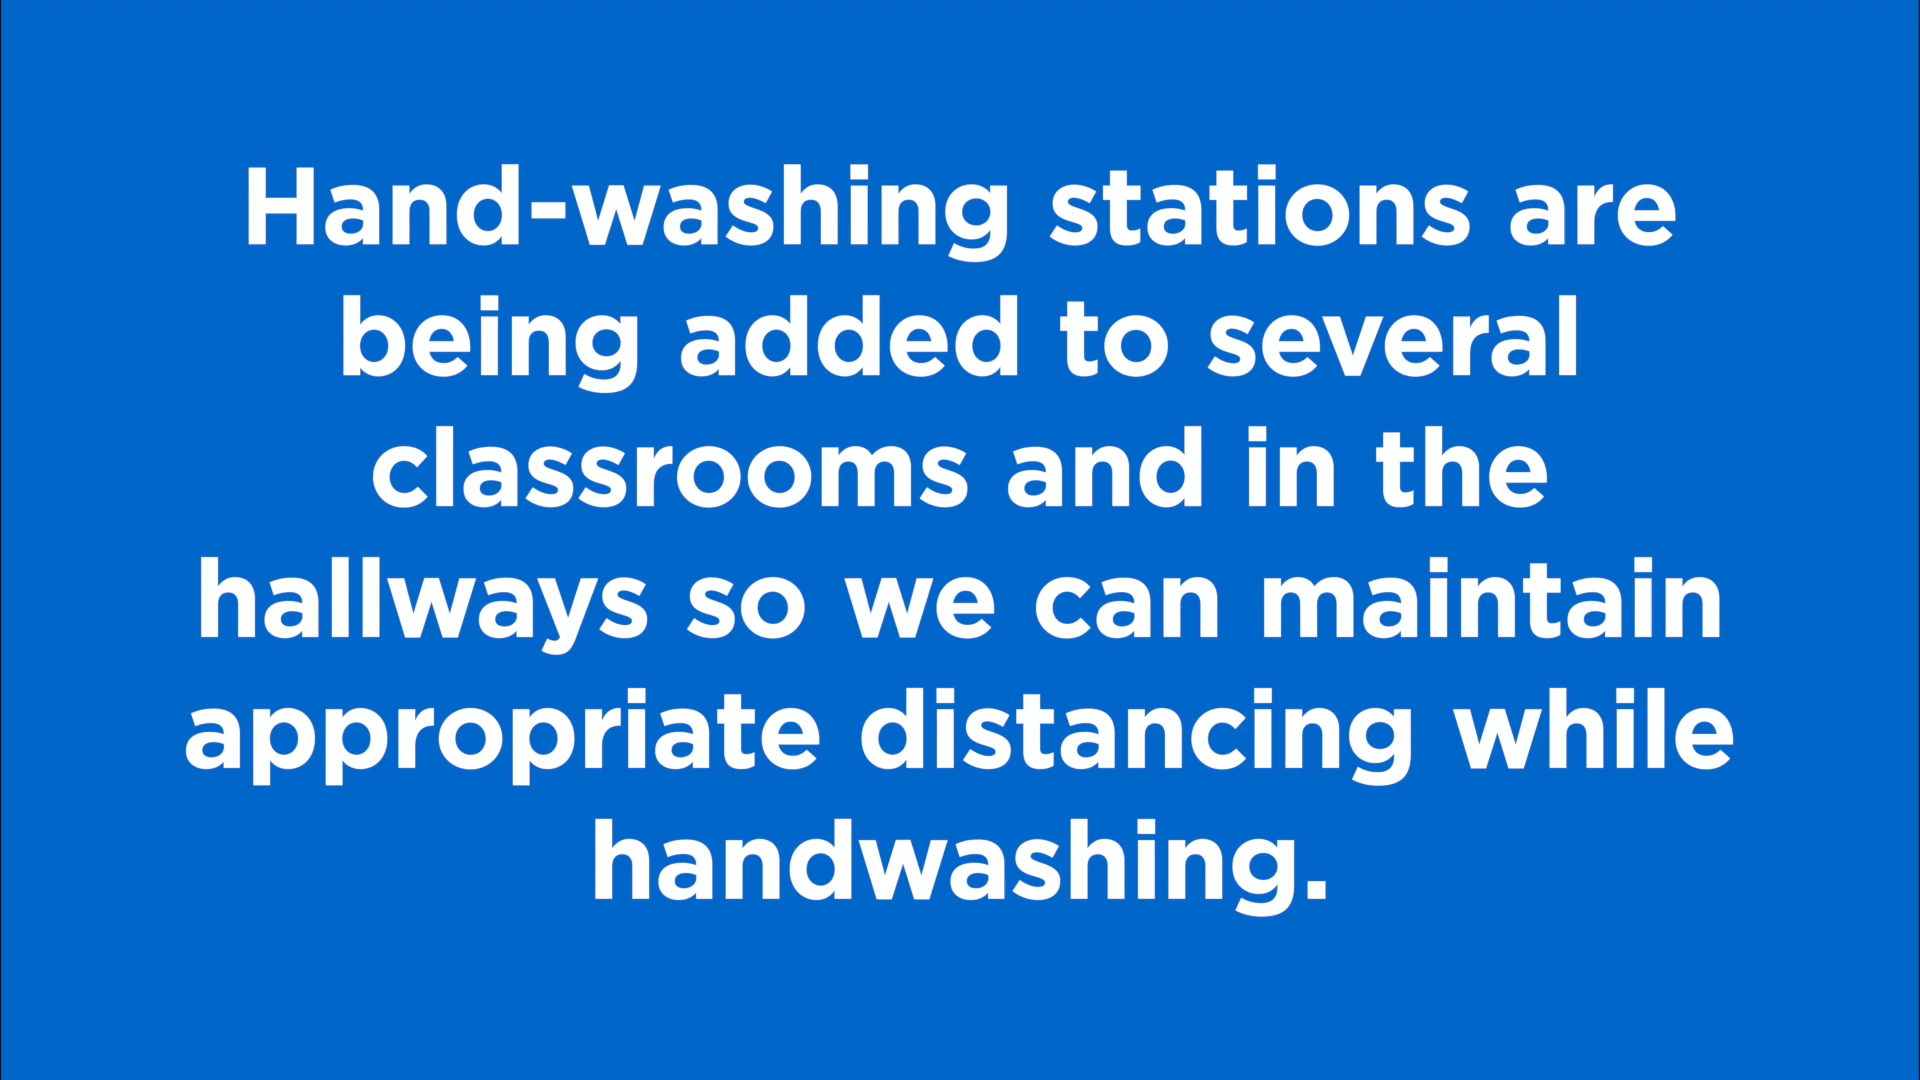 Hand-washing stations are
being added to several
classrooms and in the
hallways so we can maintain
appropriate distancing while
handwashing.